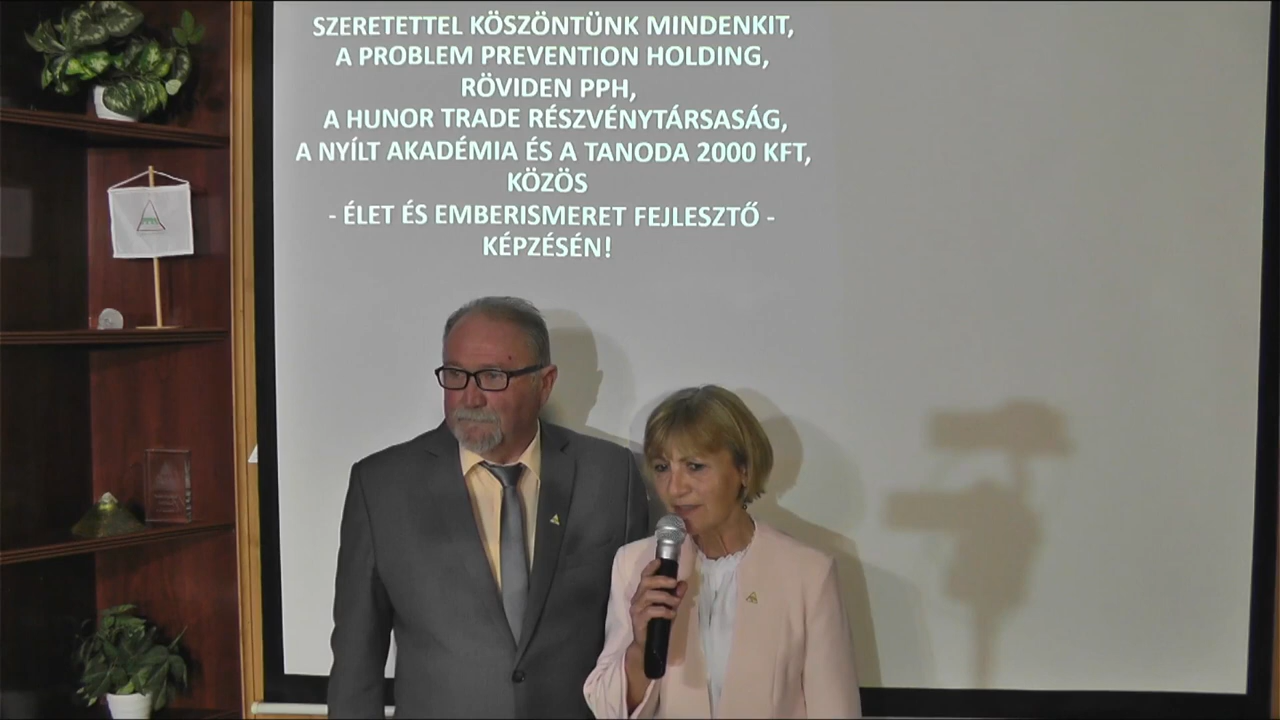 SZERETETTEL KÖSZÖNTÜNK MINDENKIT,
A PROBLEM PREVENTION HOLDING,
RÖVIDEN PPH,
A HUNOR TRADE RÉSZVÉNYTÁRSASÁG,
A NYÍLT AKADÉMIA ÉS A TANODA 2000 KFT,
KÖZÖS
- ÉLET ÉS EMBERISMERET FEJLESZTŐ -
KÉPZÉSÉN!